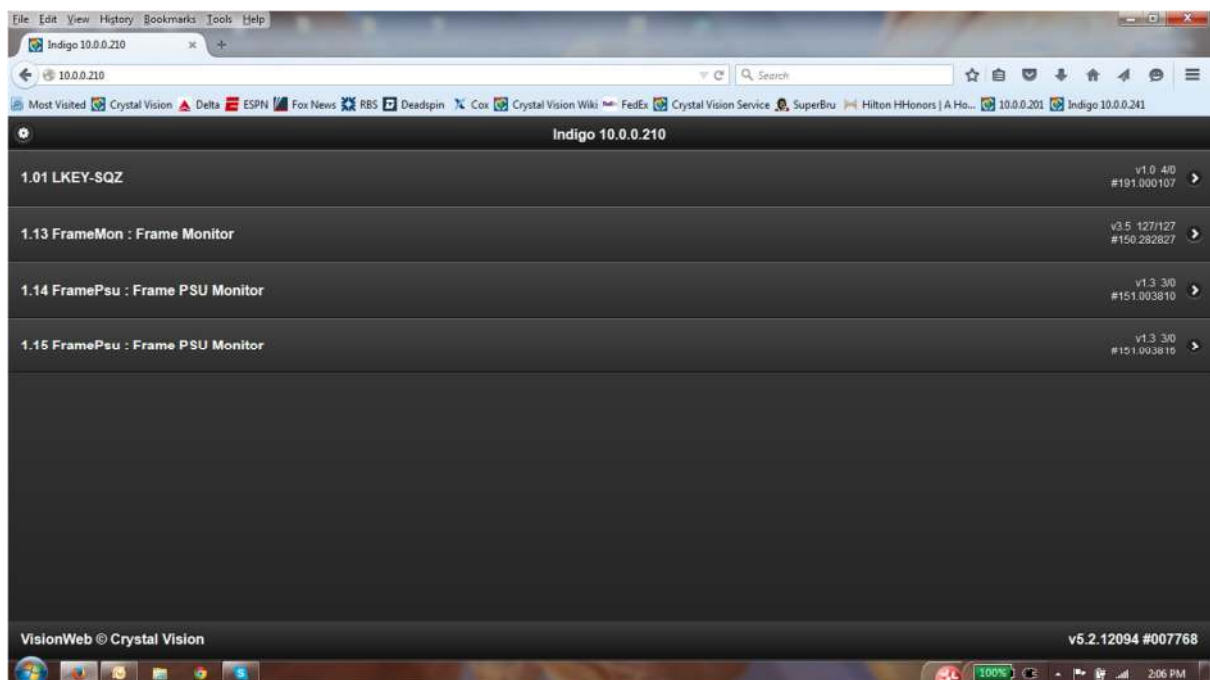 File Edit View History Bookmarks Tools Help
Indigo 10.0.0.210
10.0.0.210 Search
Most Visited Crystal Vision Delta ESPN Fox News RBS Deadspin Cox Crystal Vision Wiki FedEx Crystal Vision Service SuperBru Hilton HHonors | A Ho... 10.0.0.201 Indigo 10.0.0.241
Indigo 10.0.0.210
1.01 LKEY-SQZ
v1.0 4/0
#191.000107
1.13 FrameMon : Frame Monitor
v3.5 127/127
#150.282827
1.14 FramePsu : Frame PSU Monitor
v1.3 3/0
#151.003810
1.15 FramePsu : Frame PSU Monitor
v1.3 3/0
#151.003816
VisionWeb © Crystal Vision v5.2.12094 #007768
100% 2:06 PM